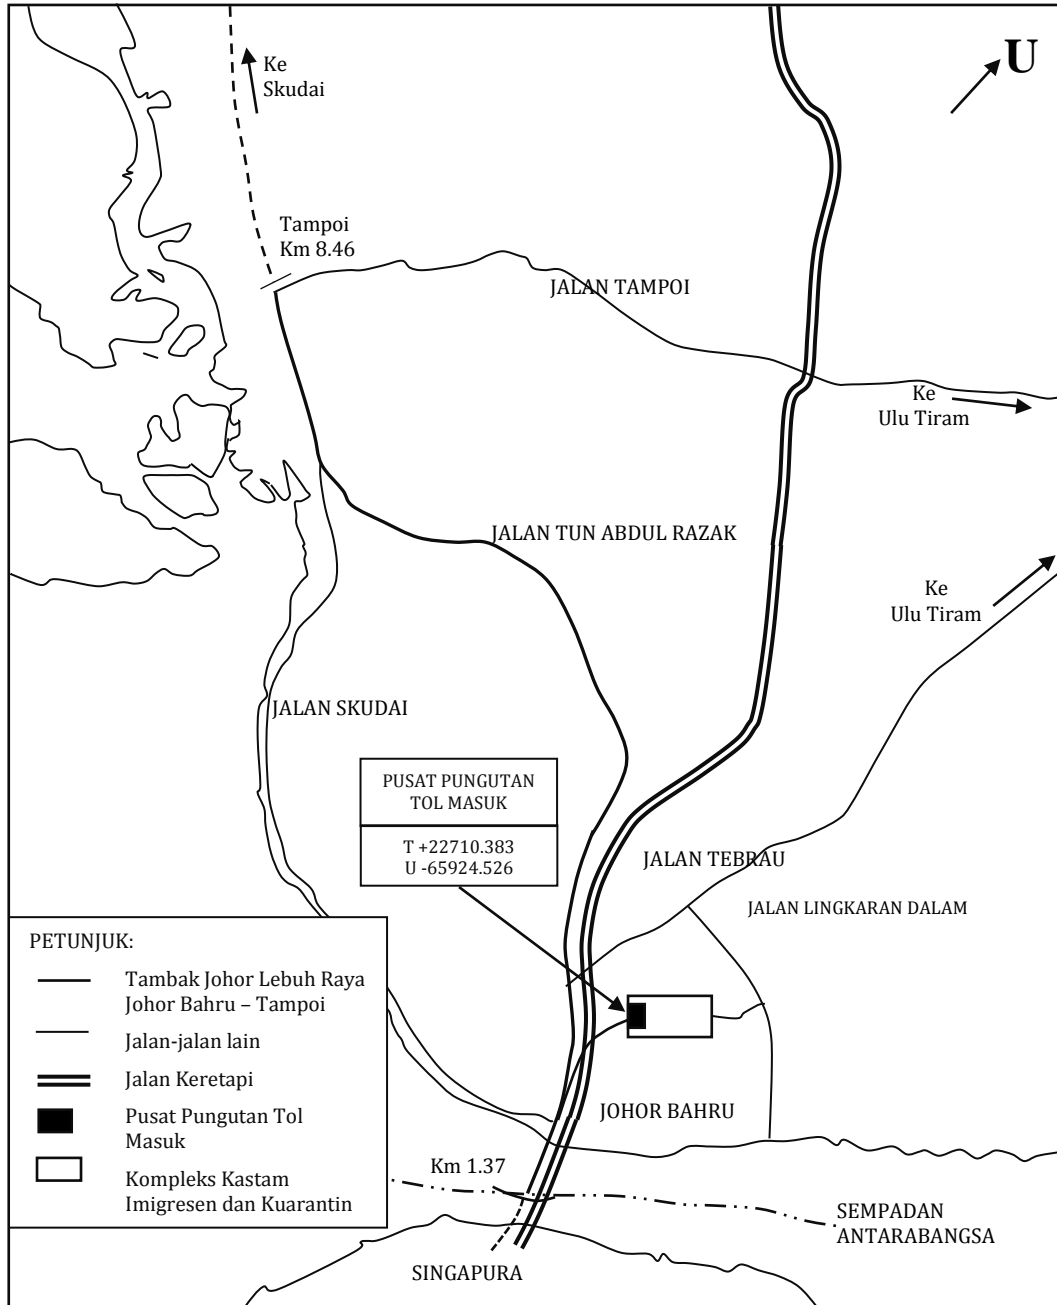 U
Ke
Skudai
Tampoi
Km 8.46
JALAN TAMPOI
Ke
Ulu Tiram
JALAN TUN ABDUL RAZAK
Ke
Ulu Tiram
JALAN SKUDAI
PUSAT PUNGUTAN
TOL MASUK
T +22710.383
U -65924.526
JALAN TEBRAU
JALAN LINGKARAN DALAM
PETUNJUK:
Tambak Johor Lebuh Raya
Johor Bahru – Tampoi
Jalan-jalan lain
Jalan Keretapi
Pusat Pungutan Tol
Masuk
Kompleks Kastam
Imigresen dan Kuarantin
JOHOR BAHRU
Km 1.37
SEMPADAN
ANTARABANGSA
SINGAPURA